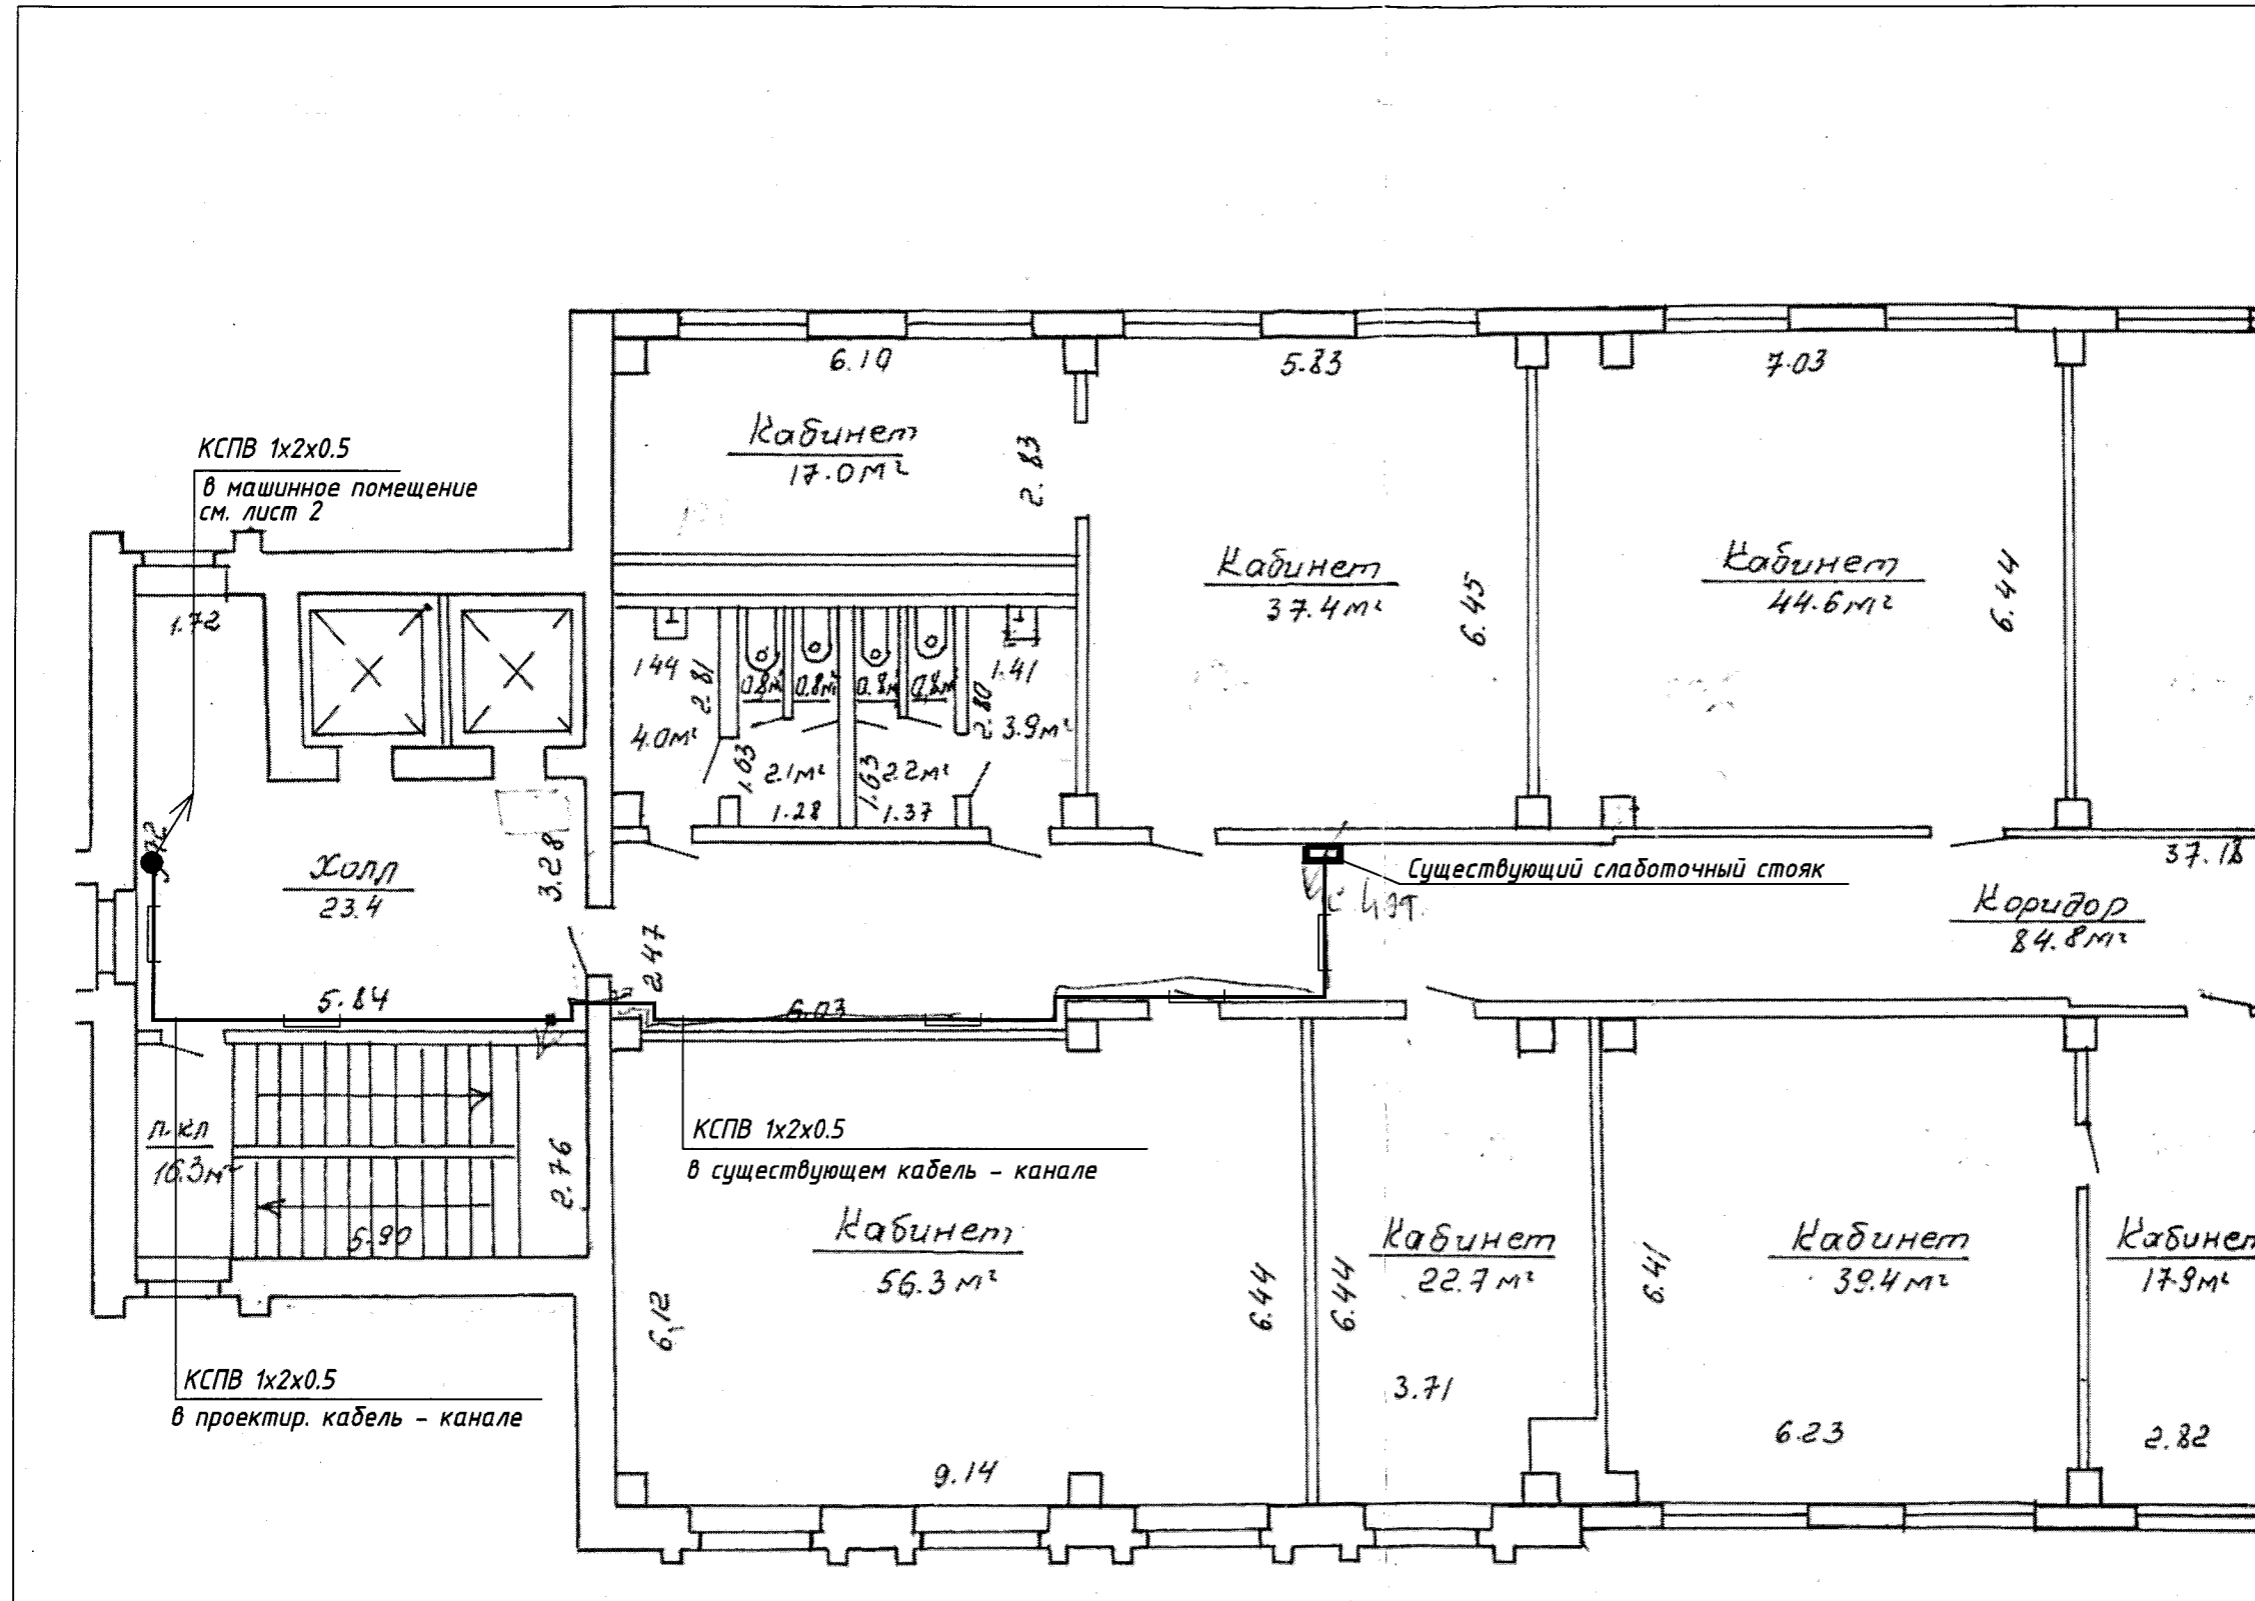 6.10
5.83
7.03
Кабинет
17.0м²
2.83
КСПВ 1х2х0.5
в машинное помещение
см. лист 2
Кабинет
37.4м²
6.45
Кабинет
44.6м²
6.44
1.72
1.44
2.81
0.8м²
0.8м²
0.8м²
0.8м²
1.41
2.80
4.0м²
3.9м²
1.63
2.1м²
1.63
2.2м²
1.28
1.37
Холл
23.4
3.28
Существующий слаботочный стояк
37.18
Коридор
84.8м²
2.47
5.84
6.03
п.кл
16.3м²
2.76
5.90
КСПВ 1х2х0.5
в существующем кабель - канале
Кабинет
56.3м²
6.12
6.44
6.44
Кабинет
22.7м²
3.71
6.41
Кабинет
39.4м²
6.23
Кабинет
17.9м²
2.82
КСПВ 1х2х0.5
в проектир. кабель - канале
9.14